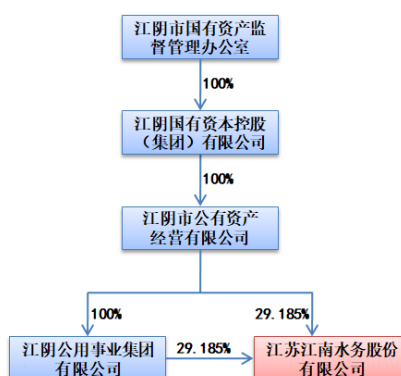 江阴市国有资产监
督管理办公室
100%
江阴国有资本控股
（集团）有限公司
100%
江阴市公有资产
经营有限公司
100%
29.185%
江阴公用事业集团
有限公司
29.185%
江苏江南水务股份
有限公司